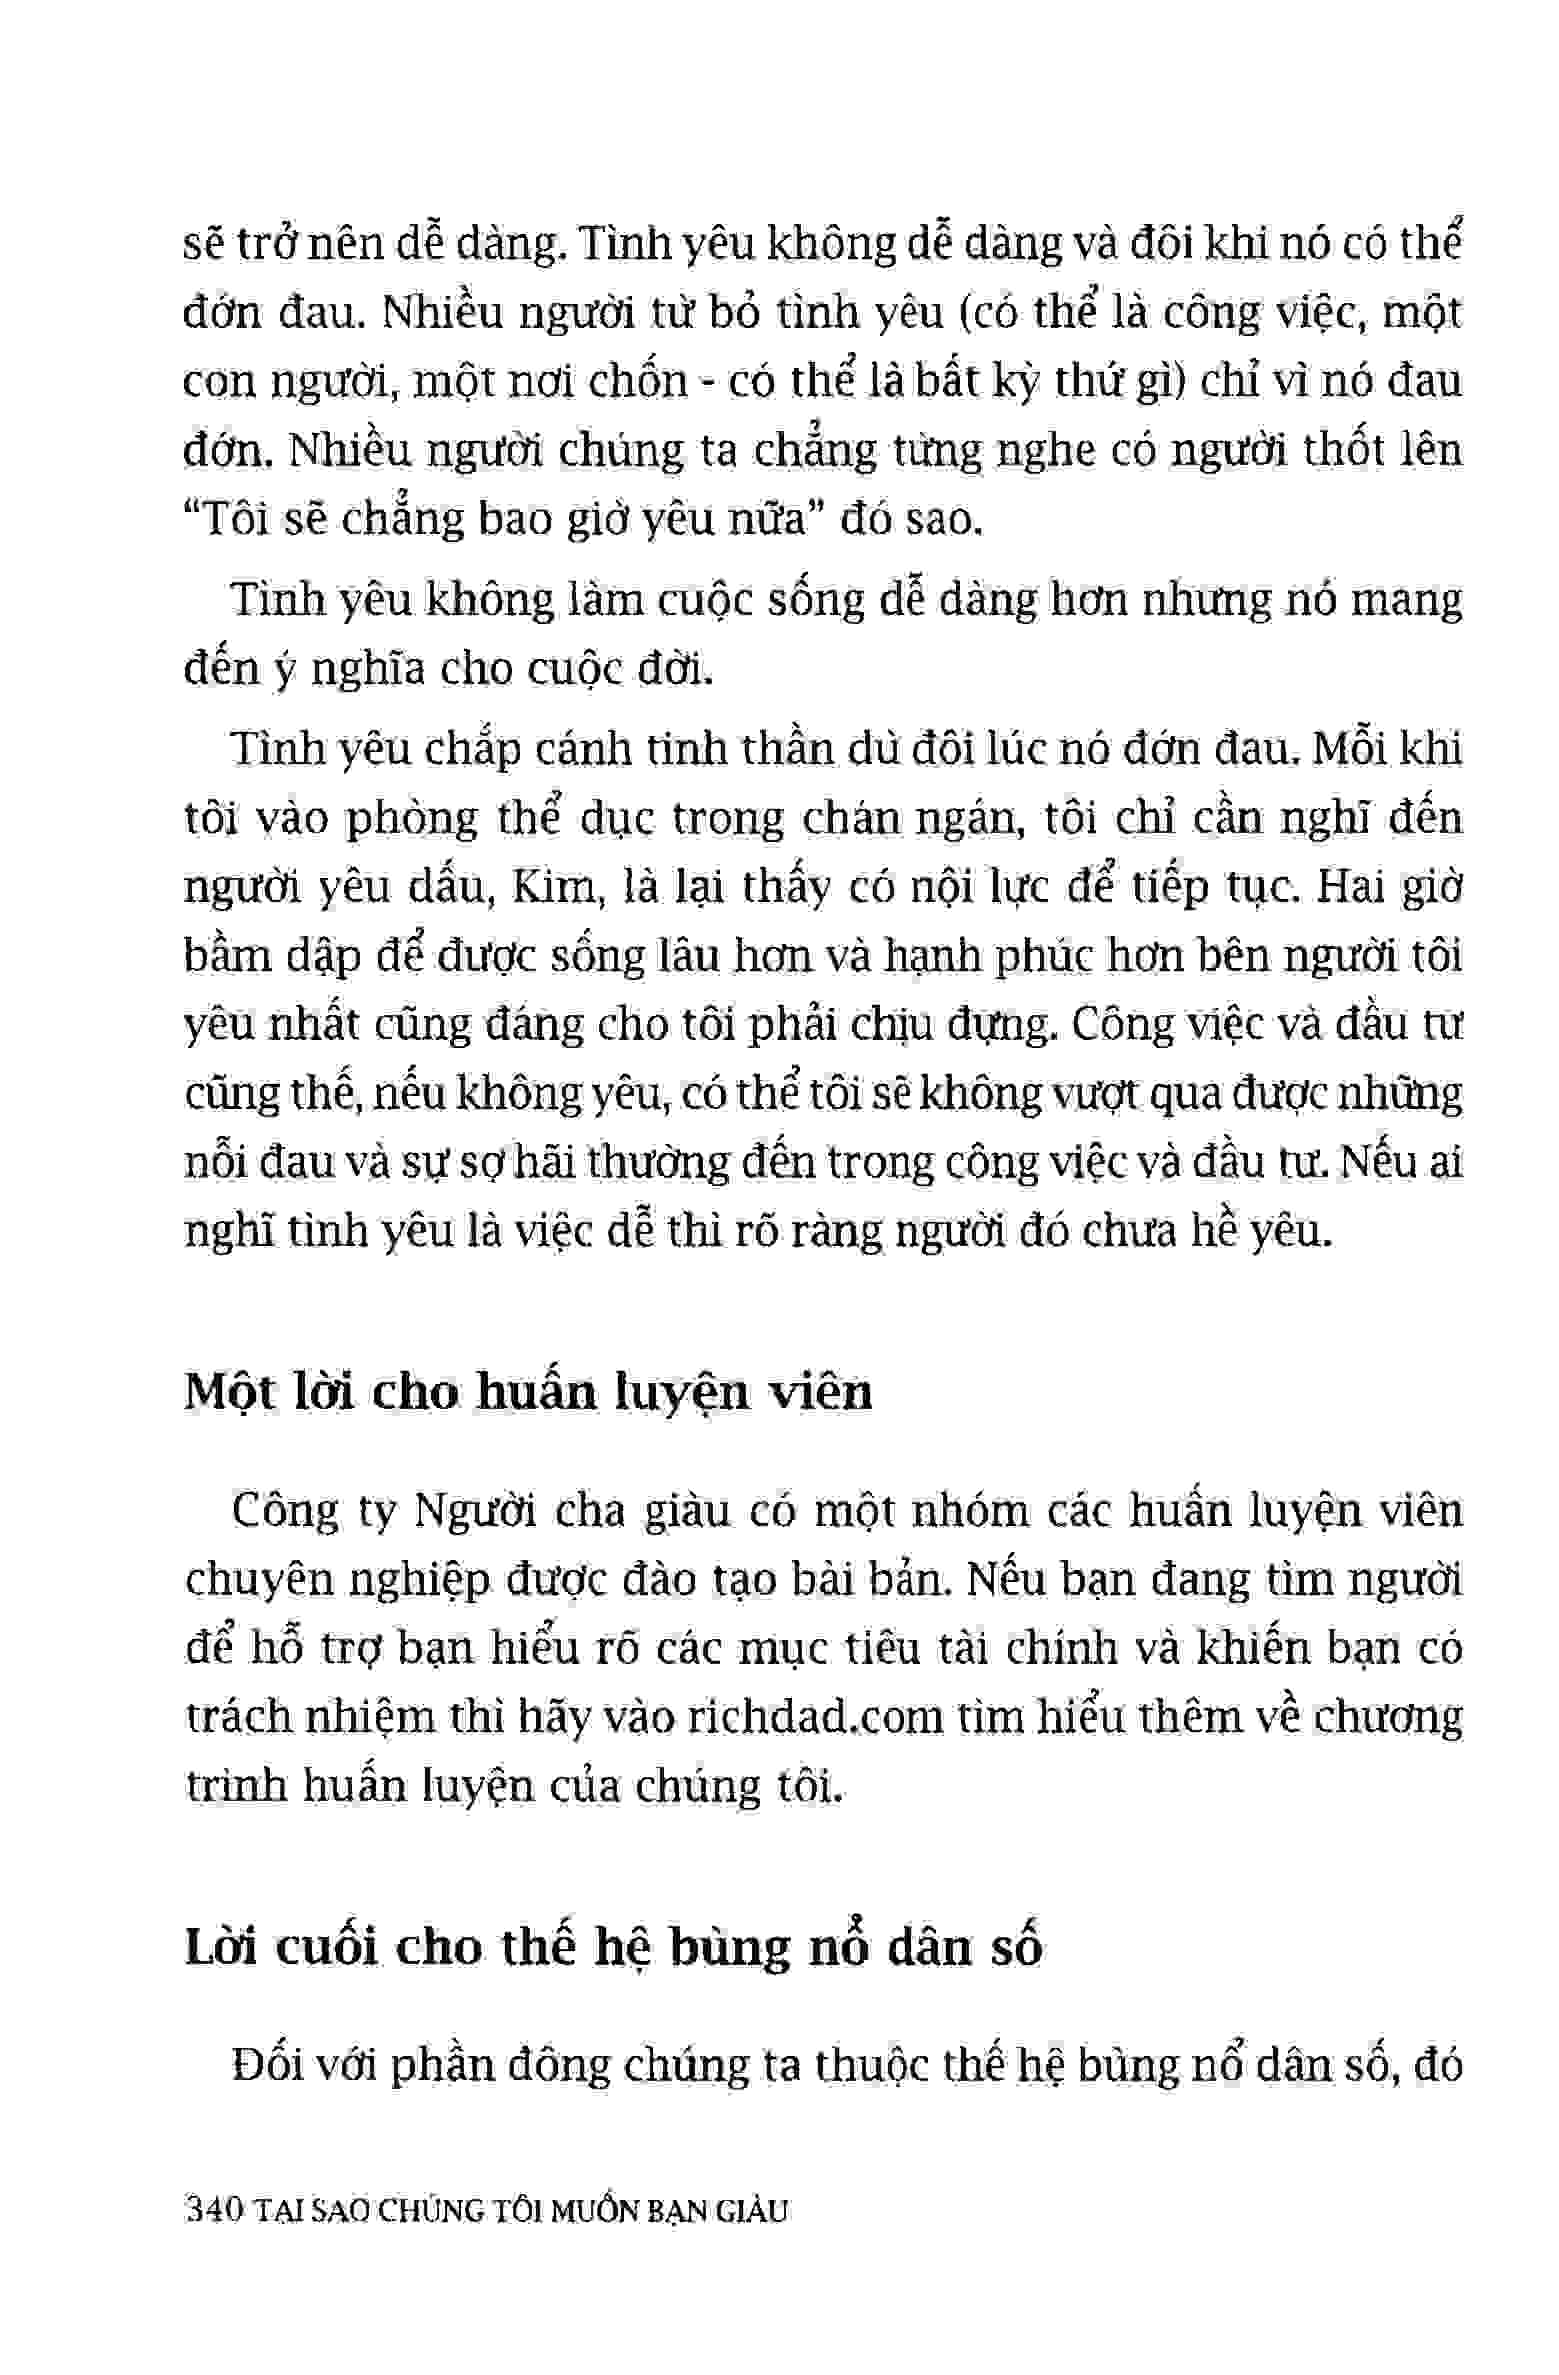 sẽ trở nên dễ dàng. Tình yêu không dễ dàng và đôi khi nó có thể
đớn đau. Nhiều người từ bỏ tình yêu (có thể là công việc, một
con người, một nơi chốn - có thể là bất kỳ thứ gì) chỉ vì nó đau
đớn. Nhiều người chúng ta chẳng từng nghe có người thốt lên
“Tôi sẽ chẳng bao giờ yêu nữa” đó sao.
Tình yêu không làm cuộc sống dễ dàng hơn nhưng nó mang
đến ý nghĩa cho cuộc đời.
Tình yêu chắp cánh tinh thần dù đôi lúc nó đớn đau. Mỗi khi
tôi vào phòng thể dục trong chán ngán, tôi chỉ cần nghĩ đến
người yêu dấu, Kim, là lại thấy có nội lực để tiếp tục. Hai giờ
bầm dập để được sống lâu hơn và hạnh phúc hơn bên người tôi
yêu nhất cũng đáng cho tôi phải chịu đựng. Công việc và đầu tư
cũng thế, nếu không yêu, có thể tôi sẽ không vượt qua được những
nỗi đau và sự sợ hãi thường đến trong công việc và đầu tư. Nếu ai
nghĩ tình yêu là việc dễ thì rõ ràng người đó chưa hề yêu.
Một lời cho huấn luyện viên
Công ty Người cha giàu có một nhóm các huấn luyện viên
chuyên nghiệp được đào tạo bài bản. Nếu bạn đang tìm người
để hỗ trợ bạn hiểu rõ các mục tiêu tài chính và khiến bạn có
trách nhiệm thì hãy vào richdad.com tìm hiểu thêm về chương
trình huấn luyện của chúng tôi.
Lời cuối cho thế hệ bùng nổ dân số
Đối với phần đông chúng ta thuộc thế hệ bùng nổ dân số, đó
340 TẠI SAO CHÚNG TÔI MUỐN BẠN GIÀU